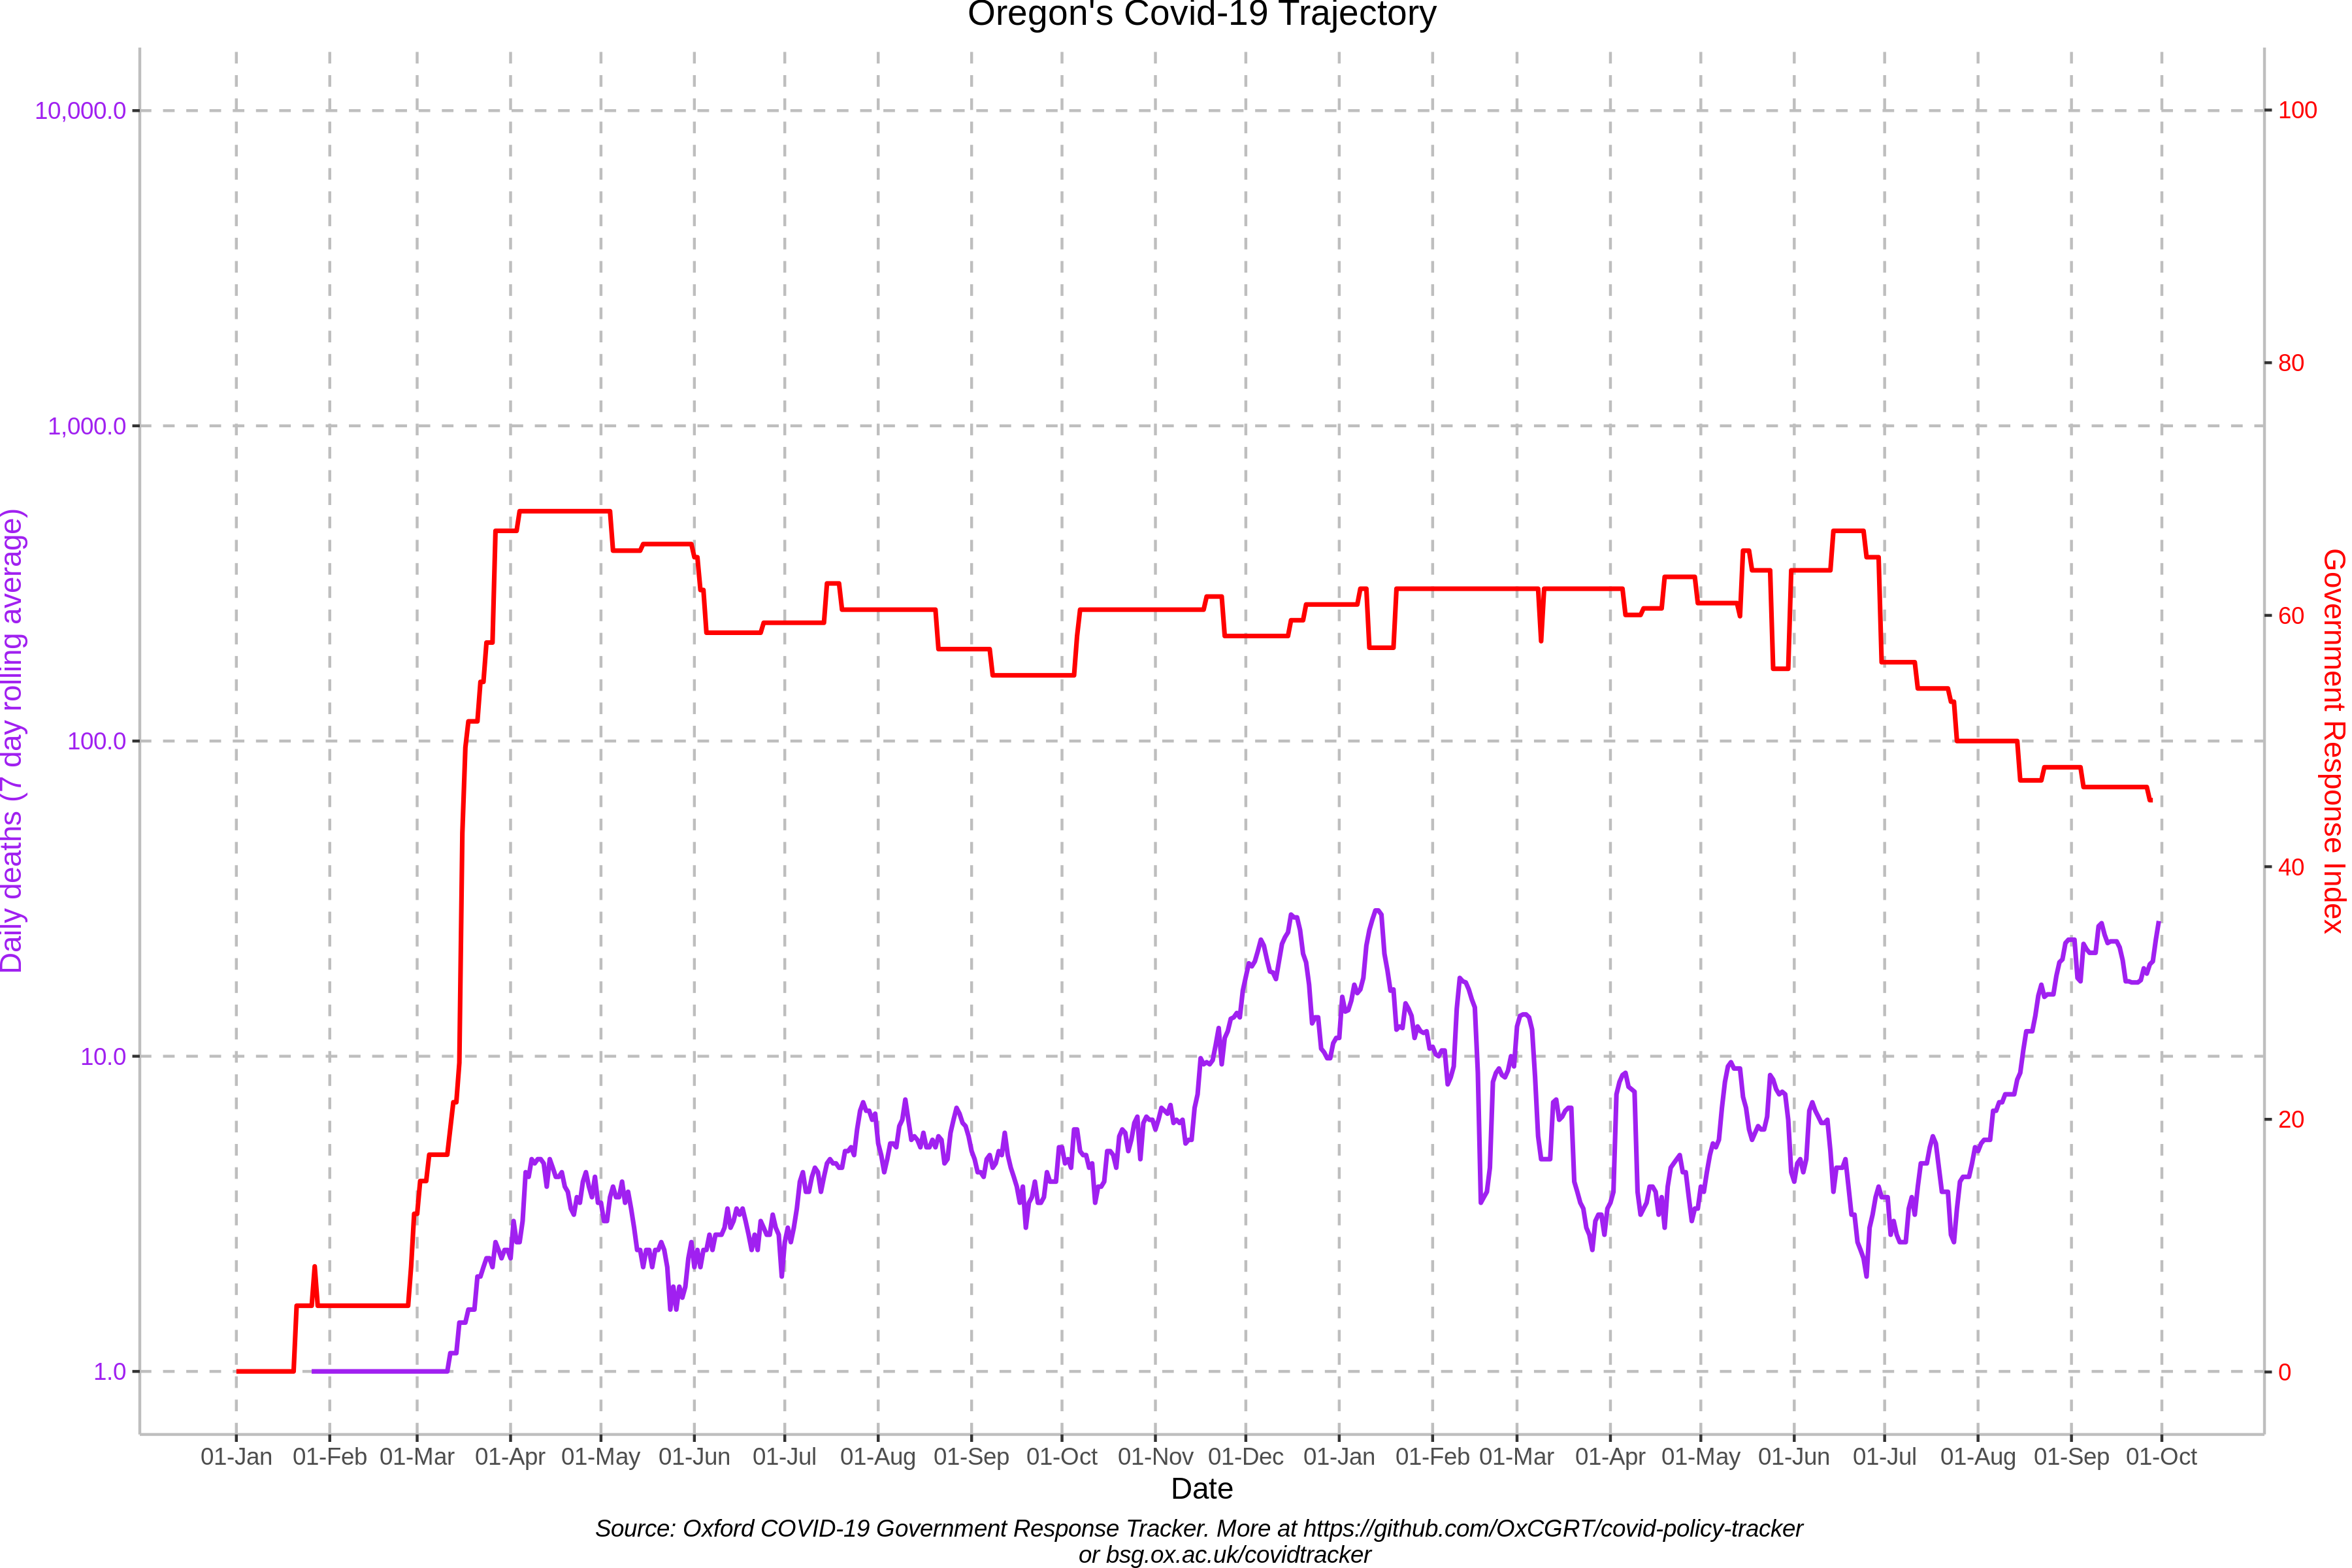 Oregon's Covid-19 Trajectory
10,000.0
1,000.0
100.0
10.0
1.0
Daily deaths (7 day rolling average)
100
80
60
40
20
0
Government Response Index
01-Jan 01-Feb 01-Mar 01-Apr 01-May 01-Jun 01-Jul 01-Aug 01-Sep 01-Oct 01-Nov 01-Dec 01-Jan 01-Feb 01-Mar 01-Apr 01-May 01-Jun 01-Jul 01-Aug 01-Sep 01-Oct
Date
Source: Oxford COVID-19 Government Response Tracker. More at https://github.com/OxCGRT/covid-policy-tracker
or bsg.ox.ac.uk/covidtracker